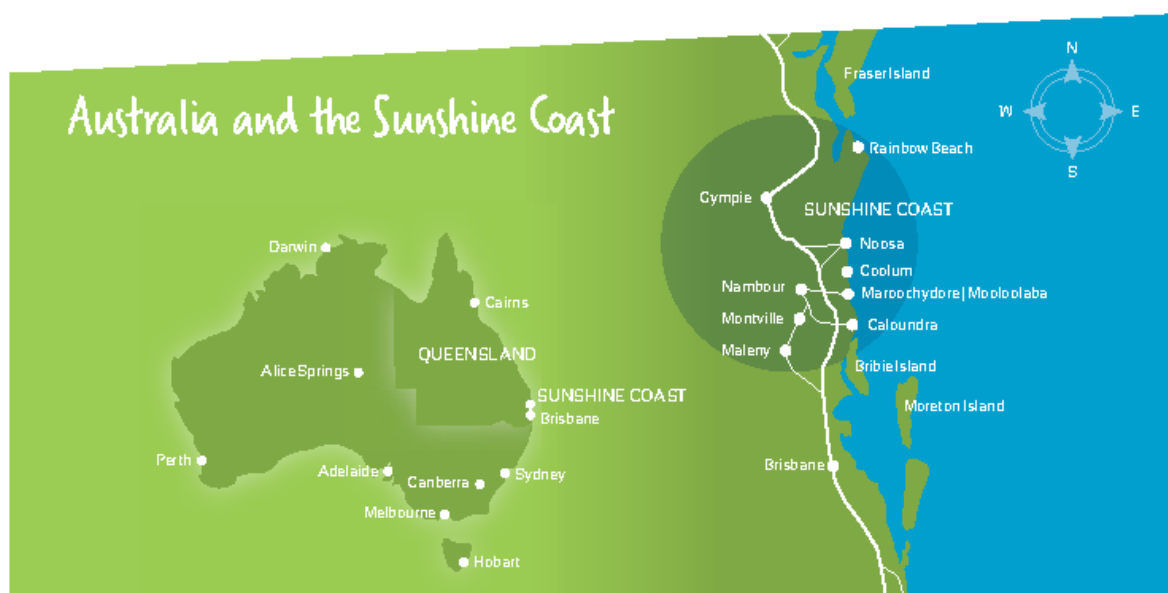 Australia and the Sunshine Coast
N
W
E
S
Fraser Island
Rainbow Beach
Gympie
SUNSHINE COAST
Noosa
Coolum
Nambour
Maroochydore | Mooloolaba
Montville
Caloundra
Maleny
Bribie Island
Moreton Island
Brisbane
Darwin
Cairns
QUEENSLAND
Alice Springs
SUNSHINE COAST
Brisbane
Perth
Adelaide
Canberra
Sydney
Melbourne
Hobart